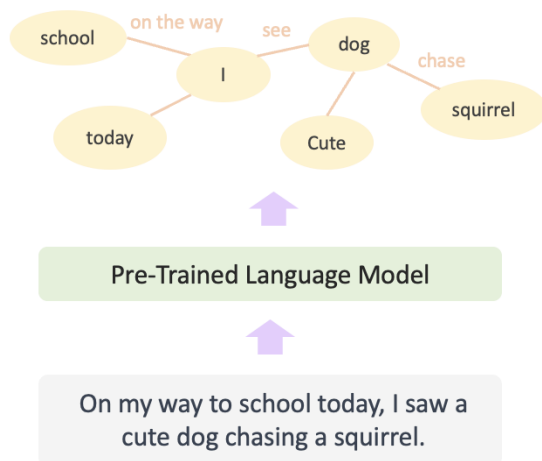 on the way
school
see
dog
I
chase
squirrel
today
Cute
Pre-Trained Language Model
On my way to school today, I saw a
cute dog chasing a squirrel.